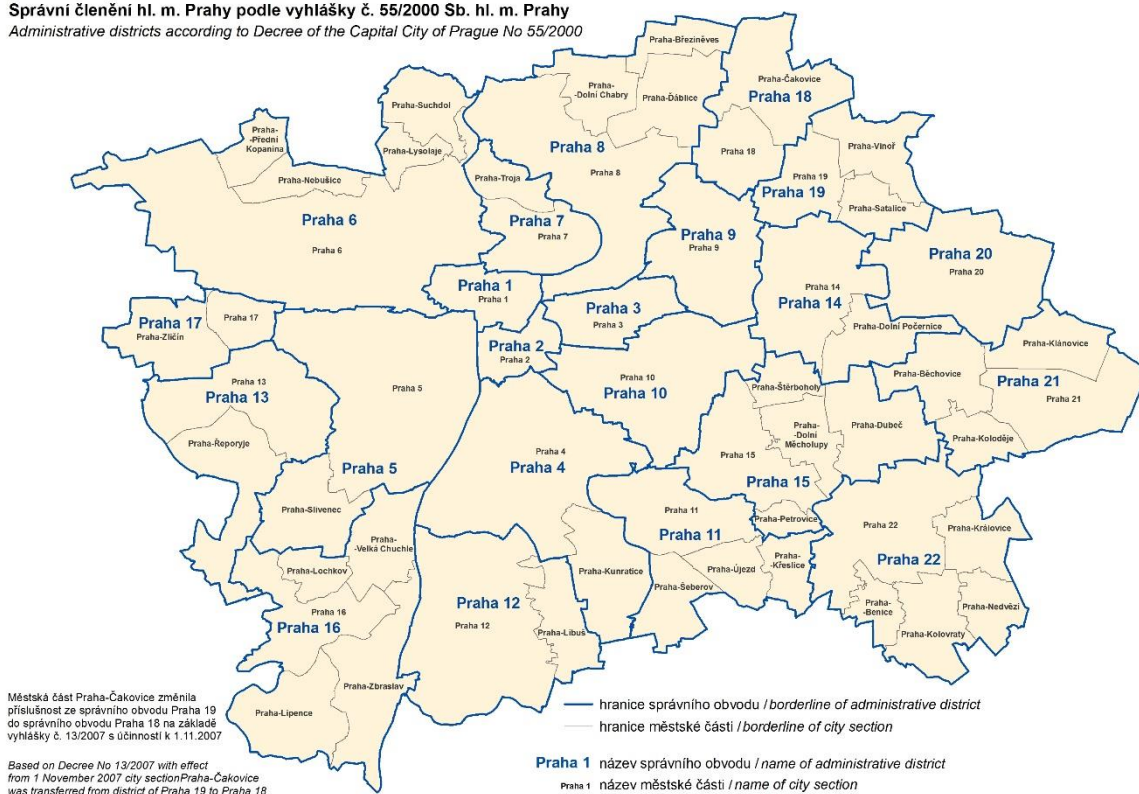 Správní členění hl. m. Prahy podle vyhlášky č. 55/2000 Sb. hl. m. Prahy
Administrative districts according to Decree of the Capital City of Prague No 55/2000
Praha-Březiněves
Praha-Čakovice
Praha 18
Praha-
-Dolní Chabry
Praha-Ďáblice
Praha-Suchdol
Praha-
-Přední
Kopanina
Praha-Lysolaje
Praha 8
Praha 18
Praha-Vinoř
Praha-Nebušice
Praha-Troja
Praha 8
Praha 19
Praha 19
Praha-Satalice
Praha 6
Praha 6
Praha 7
Praha 7
Praha 9
Praha 9
Praha 20
Praha 20
Praha 1
Praha 1
Praha 14
Praha 14
Praha 3
Praha 3
Praha 17
Praha 17
Praha-Zličín
Praha-Dolní Počernice
Praha 2
Praha 2
Praha-Klánovice
Praha 13
Praha 13
Praha 5
Praha 10
Praha 10
Praha-Štěrboholy
Praha-Běchovice
Praha 21
Praha 21
Praha-Řeporyje
Praha-
-Dolní
Měcholupy
Praha-Dubeč
Praha-Koloděje
Praha 5
Praha 4
Praha 4
Praha 15
Praha 15
Praha-Slivenec
Praha 11
Praha 11
Praha-Petrovice
Praha 22
Praha-Královice
Praha-
-Velká Chuchle
Praha-Lochkov
Praha-Kunratice
Praha-Šeberov
Praha-Újezd
Praha-
-Křeslice
Praha 22
Praha 16
Praha 16
Praha 12
Praha 12
Praha-Libuš
Praha-
-Benice
Praha-Nedvězí
Praha-Kolovraty
Praha-Zbraslav
Praha-Lipence
Městská část Praha-Čakovice změnila
příslušnost ze správního obvodu Praha 19
do správního obvodu Praha 18 na základě
vyhlášky č. 13/2007 s účinností k 1.11.2007
Based on Decree No 13/2007 with effect
from 1 November 2007 city sectionPraha-Čakovice
was transferred from district of Praha 19 to Praha 18
hranice správního obvodu / borderline of administrative district
hranice městské části / borderline of city section
Praha 1 název správního obvodu / name of administrative district
Praha 1 název městské části / name of city section